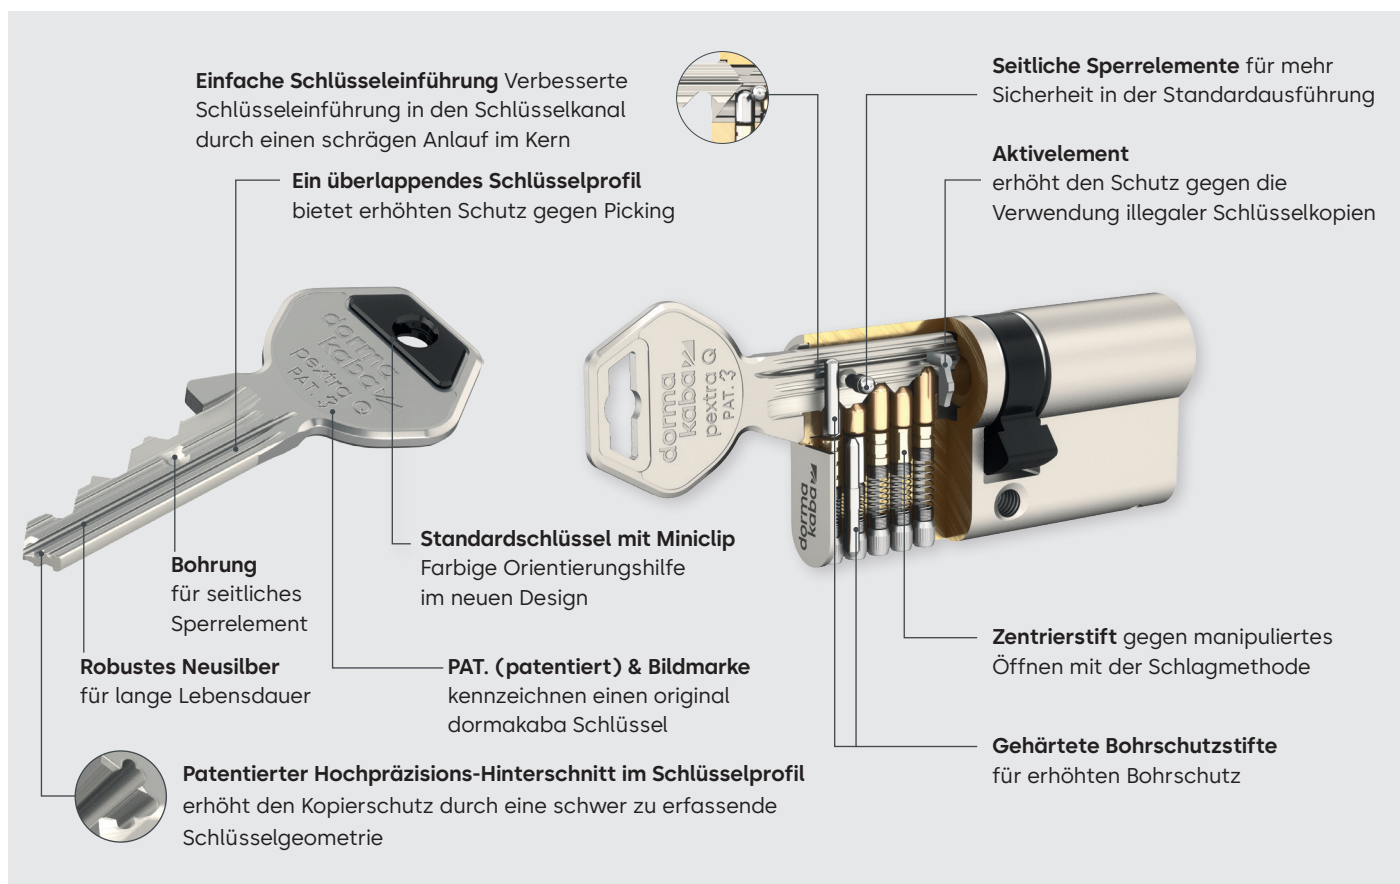 Einfache Schlüsseleinführung Verbesserte
Schlüsseleinführung in den Schlüsselkanal
durch einen schrägen Anlauf im Kern
Ein überlappendes Schlüsselprofil
bietet erhöhten Schutz gegen Picking
Seitliche Sperrelemente für mehr
Sicherheit in der Standardausführung
Aktivelement
erhöht den Schutz gegen die
Verwendung illegaler Schlüsselkopien
dorma
kaba
pextra Q
PAT. 3
dorma
kaba
pextra Q
PAT. 3
dorma
kaba
Standardschlüssel mit Miniclip
Farbige Orientierungshilfe
im neuen Design
Bohrung
für seitliches
Sperrelement
Robustes Neusilber
für lange Lebensdauer
PAT. (patentiert) & Bildmarke
kennzeichnen einen original
dormakaba Schlüssel
Zentrierstift gegen manipuliertes
Öffnen mit der Schlagmethode
Gehärtete Bohrschutzstifte
für erhöhten Bohrschutz
Patentierter Hochpräzisions-Hinterschnitt im Schlüsselprofil
erhöht den Kopierschutz durch eine schwer zu erfassende
Schlüsselgeometrie